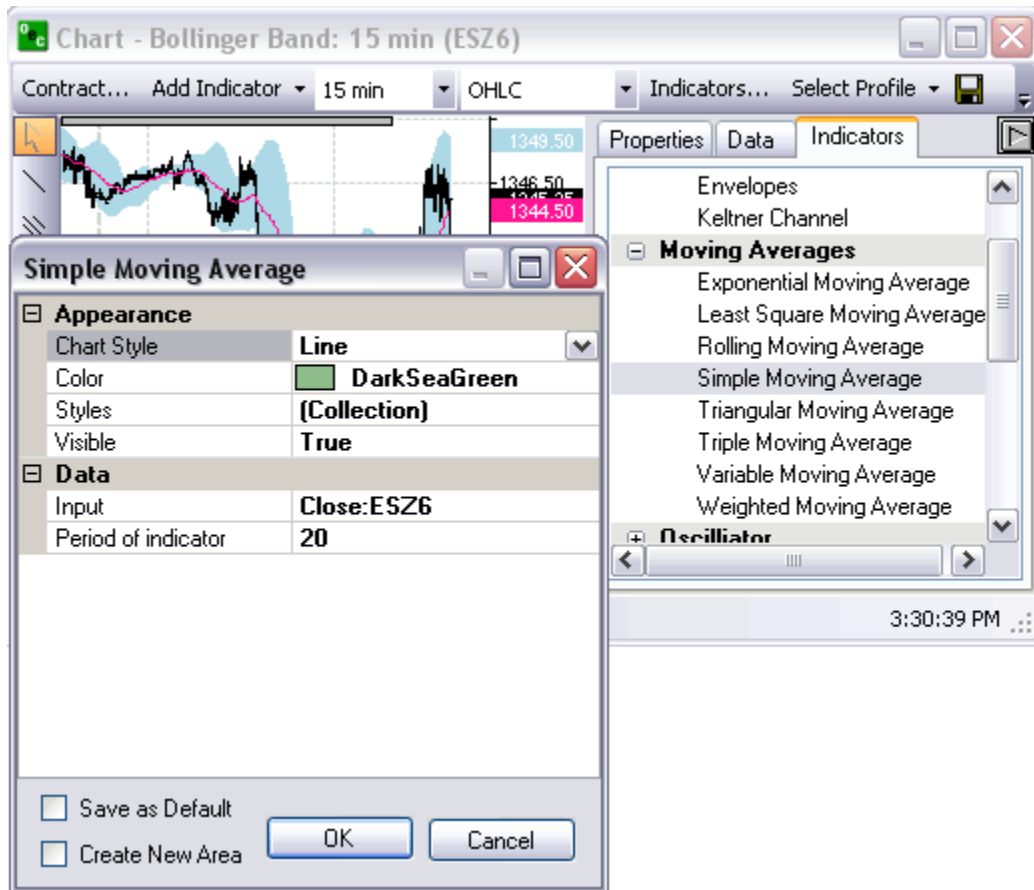 Oec Chart - Bollinger Band: 15 min (ESZ6)
Contract... Add Indicator 15 min OHLC Indicators... Select Profile
1349.50
1346.50
1344.50
Properties Data Indicators
Envelopes
Keltner Channel
Moving Averages
Exponential Moving Average
Least Square Moving Average
Rolling Moving Average
Simple Moving Average
Triangular Moving Average
Triple Moving Average
Variable Moving Average
Weighted Moving Average
Oscilliator
3:30:39 PM
Simple Moving Average
Appearance
Chart Style Line
Color DarkSeaGreen
Styles (Collection)
Visible True
Data
Input Close:ESZ6
Period of indicator 20
Save as Default
Create New Area
OK Cancel